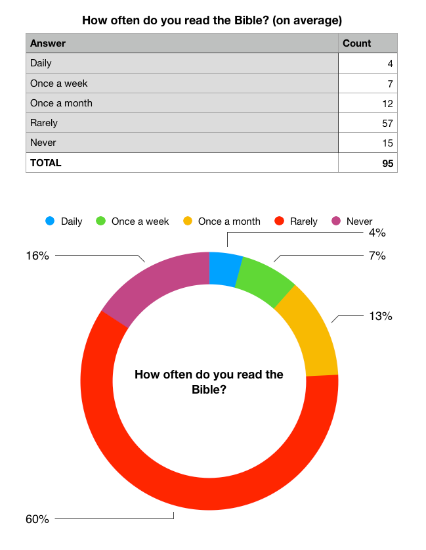 How often do you read the Bible? (on average)
Answer Count
Daily 4
Once a week 7
Once a month 12
Rarely 57
Never 15
TOTAL 95
Daily Once a week Once a month Rarely Never
4%
16% 7%
13%
How often do you read the
Bible?
60%